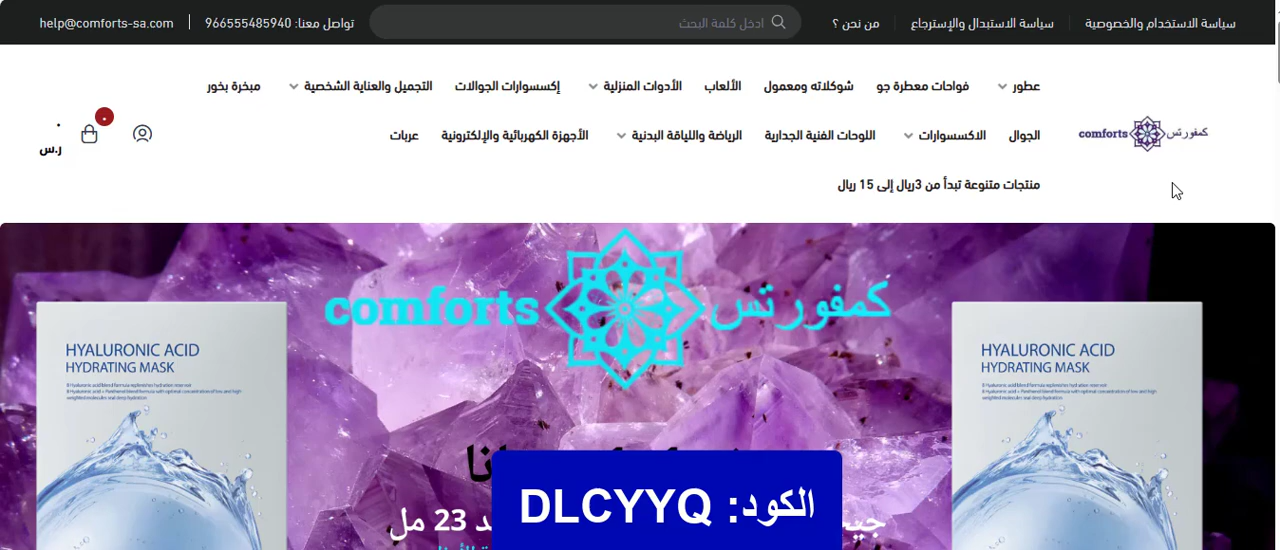 سياسة الاستخدام والخصوصية سياسة الاستبدال والإسترجاع من نحن ؟ ادخل كلمة البحث تواصل معنا: 966555485940 help@comforts-sa.com
عطور فواحات معطرة جو شوكلاته ومعمول الألعاب الأدوات المنزلية إكسسوارات الجوالات التجميل والعناية الشخصية مبخرة بخور
comforts كمفورتس
الجوال الاكسسوارات اللوحات الفنية الجدارية الرياضة واللياقة البدنية الأجهزة الكهربائية والإلكترونية عربات
٠
٠
ر.س
منتجات متنوعة تبدأ من 3ريال إلى 15 ريال
comforts كمفورتس
HYALURONIC ACID
HYDRATING MASK
HYALURONIC ACID
HYDRATING MASK
الكود: DLCYYQ
23 مل